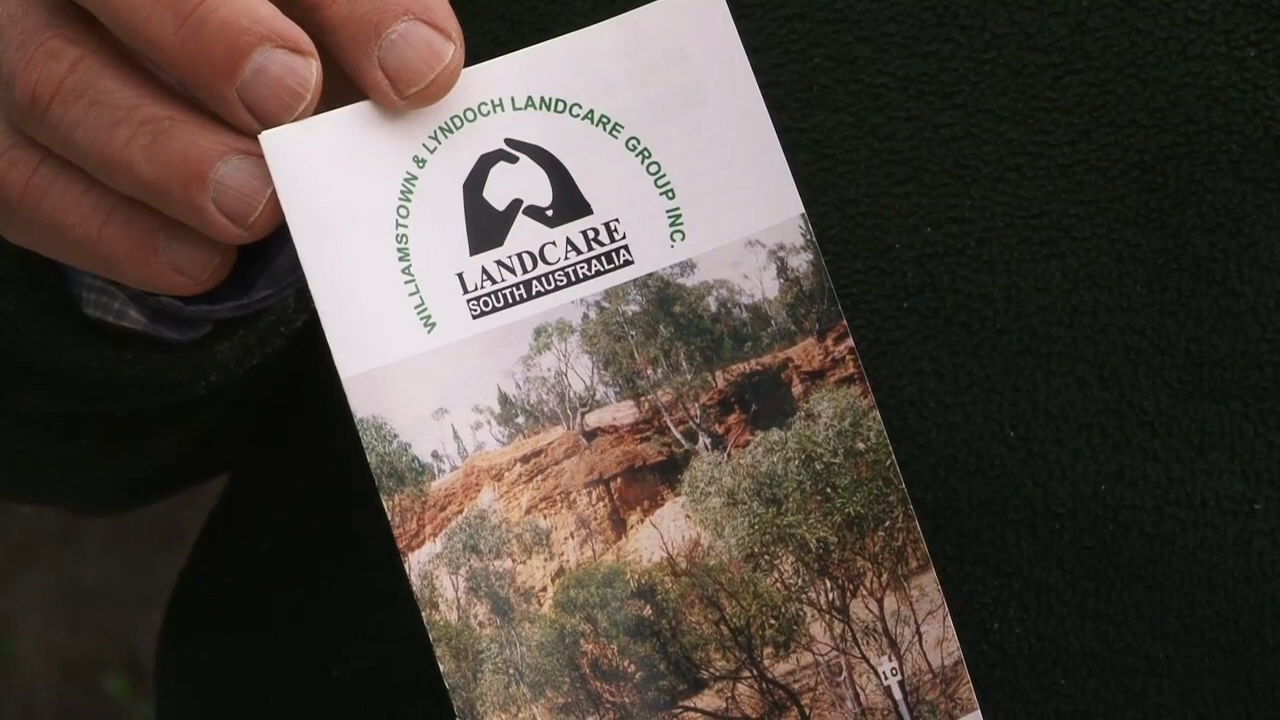 WILLIAMSTOWN & LYNDOCH LANDCARE GROUP INC.
LANDCARE
SOUTH AUSTRALIA
10